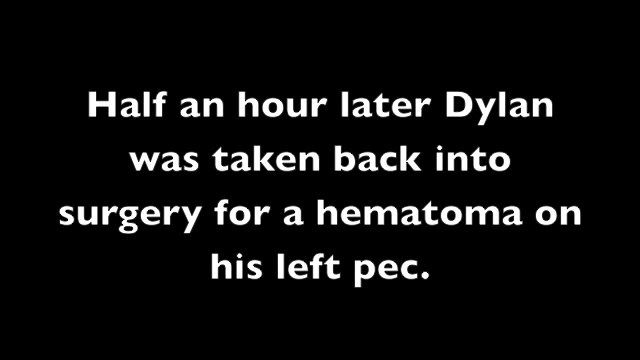 Half an hour later Dylan
was taken back into
surgery for a hematoma on
his left pec.